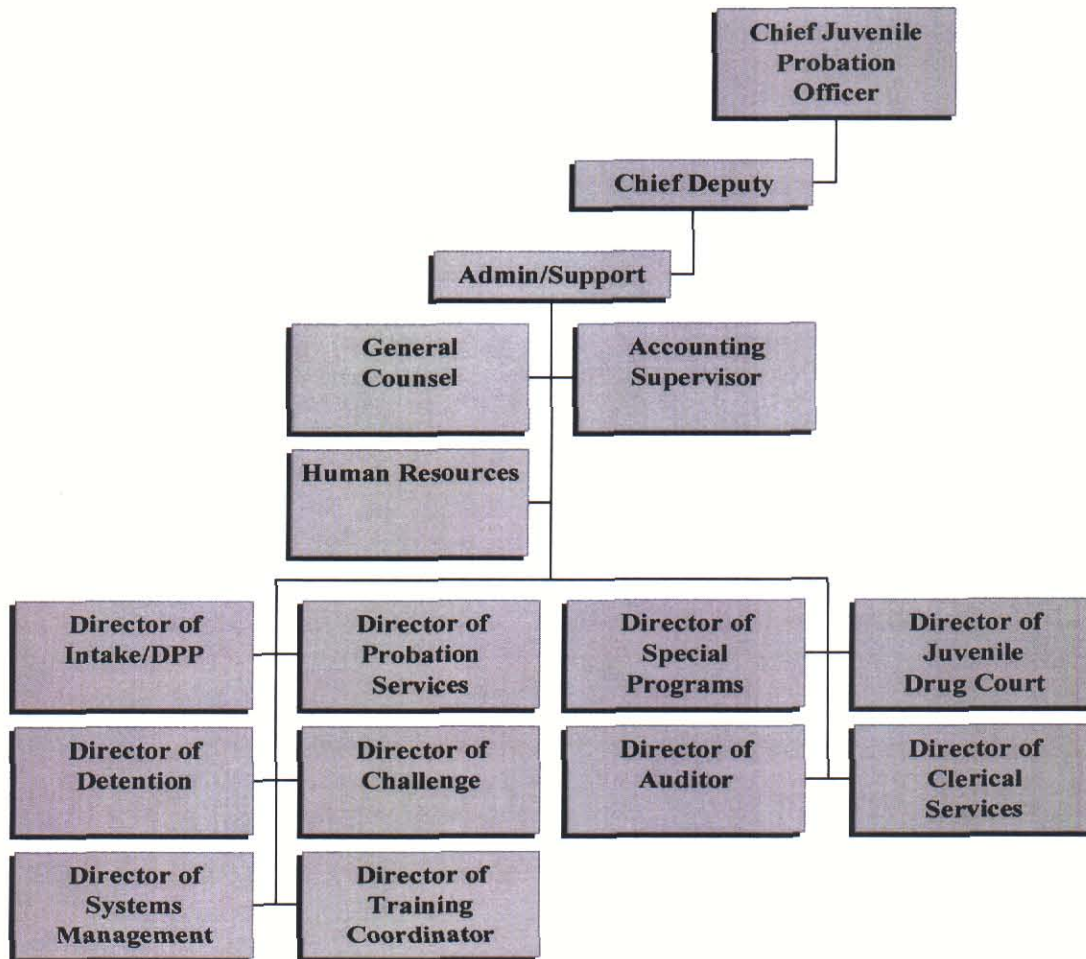 Chief Juvenile
Probation
Officer
Chief Deputy
Admin/Support
General
Counsel
Accounting
Supervisor
Human Resources
Director of
Intake/DPP
Director of
Probation
Services
Director of
Special
Programs
Director of
Juvenile
Drug Court
Director of
Detention
Director of
Challenge
Director of
Auditor
Director of
Clerical
Services
Director of
Systems
Management
Director of
Training
Coordinator